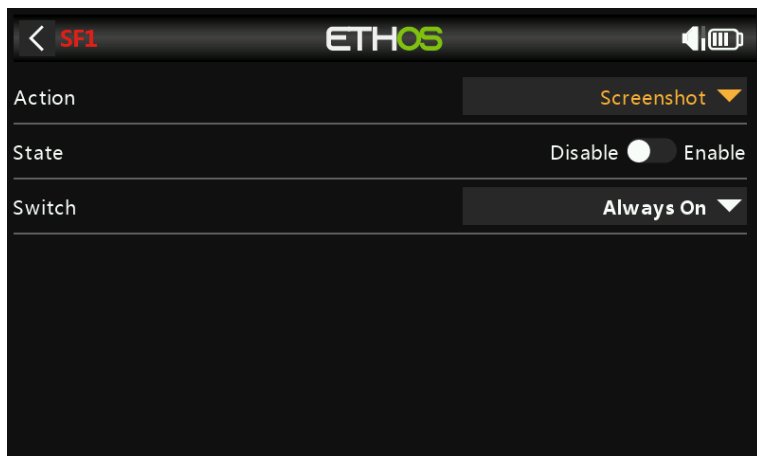 SF1 ETHOS
Action Screenshot
State Disable Enable
Switch Always On